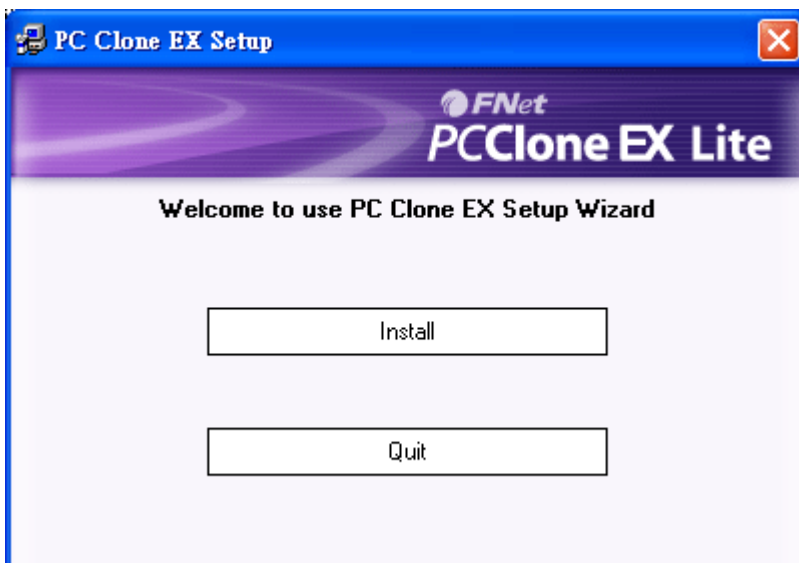 PC Clone EX Setup
FNet
PCClone EX Lite
Welcome to use PC Clone EX Setup Wizard
Install
Quit